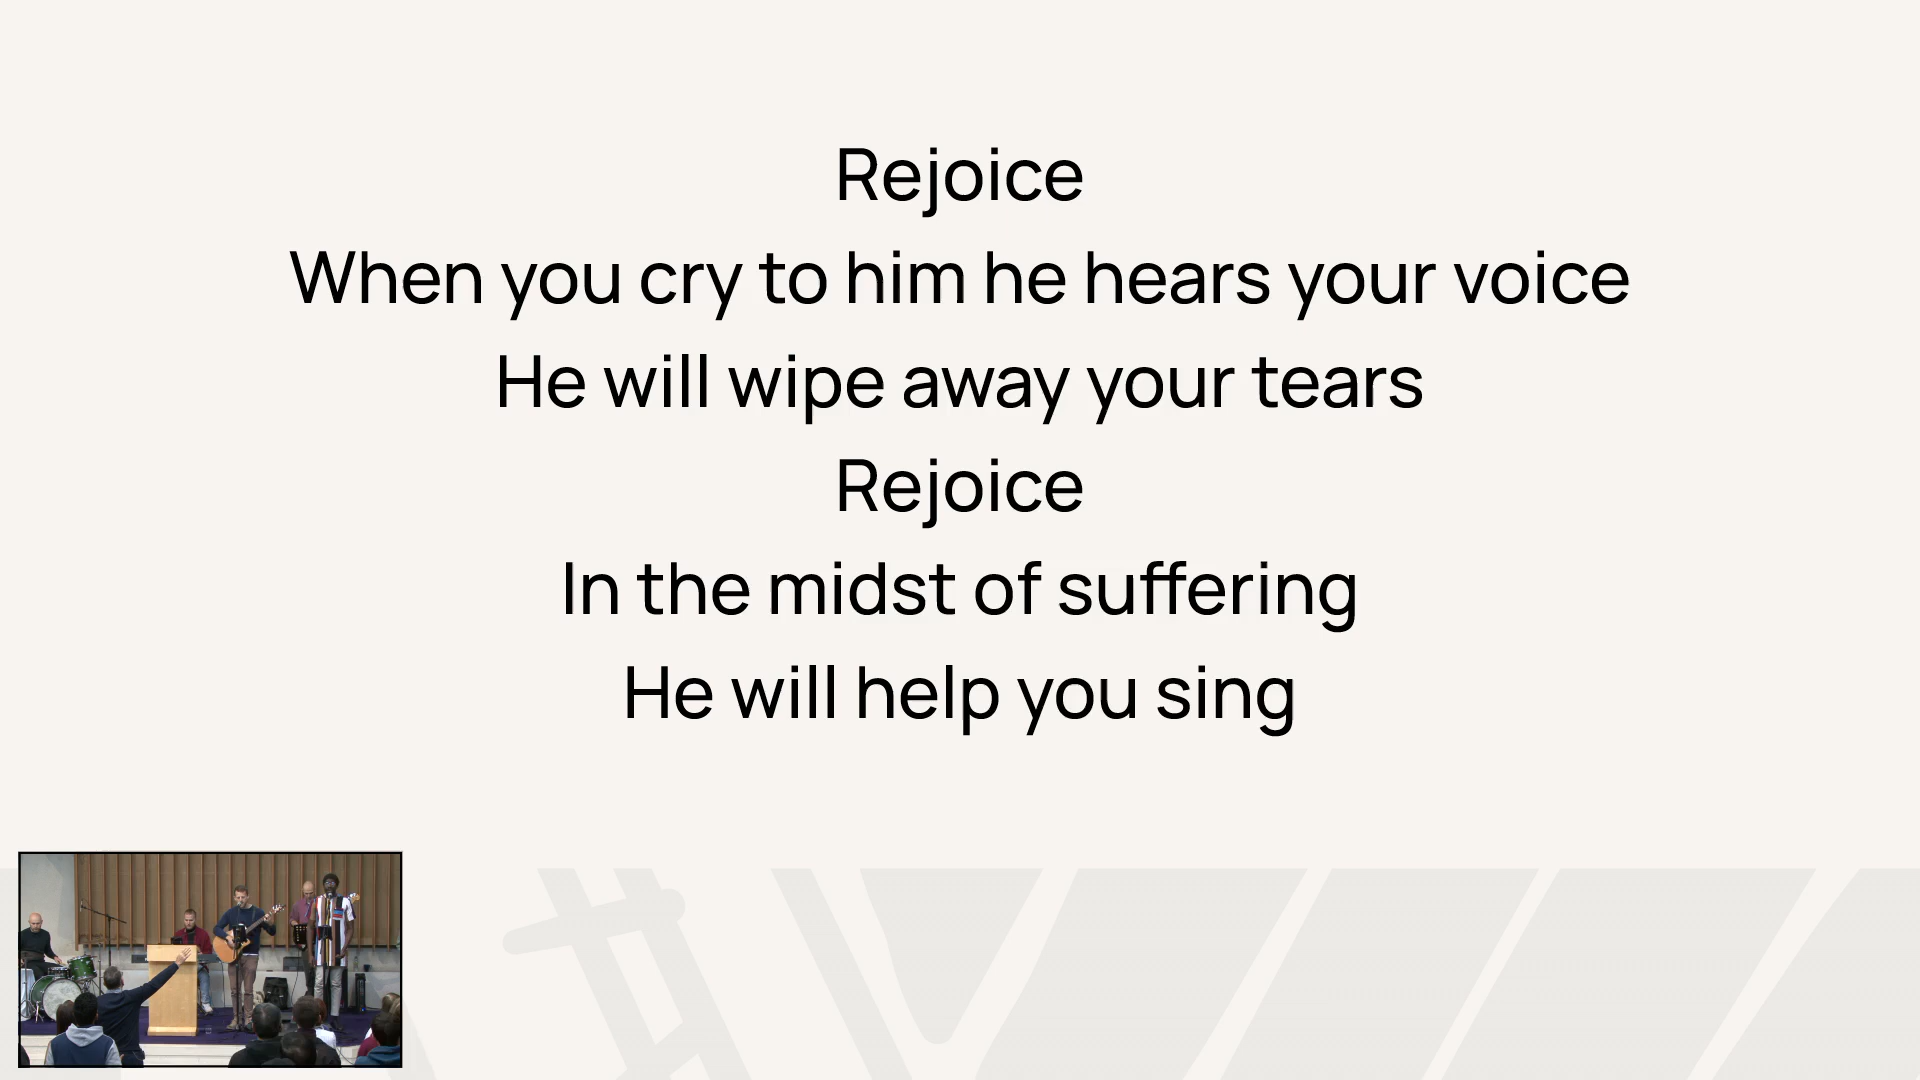 Rejoice
When you cry to him he hears your voice
He will wipe away your tears
Rejoice
In the midst of suffering
He will help you sing